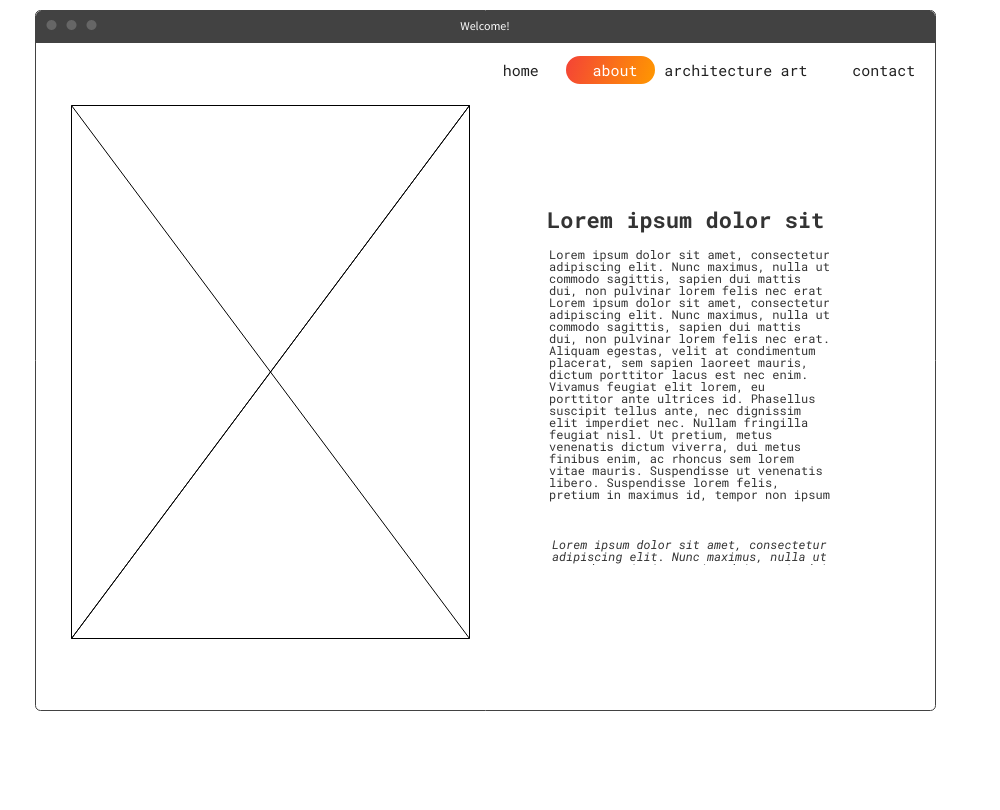 Welcome!
home about architecture art contact
Lorem ipsum dolor sit
Lorem ipsum dolor sit amet, consectetur
adipiscing elit. Nunc maximus, nulla ut
commodo sagittis, sapien dui mattis
dui, non pulvinar lorem felis nec erat
Lorem ipsum dolor sit amet, consectetur
adipiscing elit. Nunc maximus, nulla ut
commodo sagittis, sapien dui mattis
dui, non pulvinar lorem felis nec erat.
Aliquam egestas, velit at condimentum
placerat, sem sapien laoreet mauris,
dictum porttitor lacus est nec enim.
Vivamus feugiat elit lorem, eu
porttitor ante ultrices id. Phasellus
suscipit tellus ante, nec dignissim
elit imperdiet nec. Nullam fringilla
feugiat nisl. Ut pretium, metus
venenatis dictum viverra, dui metus
finibus enim, ac rhoncus sem lorem
vitae mauris. Suspendisse ut venenatis
libero. Suspendisse lorem felis,
pretium in maximus id, tempor non ipsum
Lorem ipsum dolor sit amet, consectetur
adipiscing elit. Nunc maximus, nulla ut